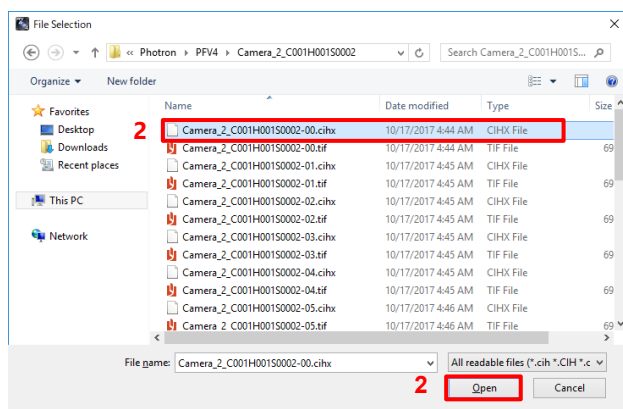 File Selection
« Photron ▸ PFV4 ▸ Camera_2_C001H001S0002
Search Camera_2_C001H001S...
Organize New folder
Name Date modified Type Size
Favorites
Desktop
Downloads
Recent places
This PC
Network
2
Camera_2_C001H001S0002-00.cihx 10/17/2017 4:44 AM CIHX File
Camera_2_C001H001S0002-00.tif 10/17/2017 4:44 AM TIF File 69
Camera_2_C001H001S0002-01.cihx 10/17/2017 4:45 AM CIHX File
Camera_2_C001H001S0002-01.tif 10/17/2017 4:45 AM TIF File 69
Camera_2_C001H001S0002-02.cihx 10/17/2017 4:45 AM CIHX File
Camera_2_C001H001S0002-02.tif 10/17/2017 4:45 AM TIF File 69
Camera_2_C001H001S0002-03.cihx 10/17/2017 4:45 AM CIHX File
Camera_2_C001H001S0002-03.tif 10/17/2017 4:45 AM TIF File 69
Camera_2_C001H001S0002-04.cihx 10/17/2017 4:45 AM CIHX File
Camera_2_C001H001S0002-04.tif 10/17/2017 4:45 AM TIF File 69
Camera_2_C001H001S0002-05.cihx 10/17/2017 4:46 AM CIHX File
Camera_2_C001H001S0002-05.tif 10/17/2017 4:46 AM TIF File 69
File name: Camera_2_C001H001S0002-00.cihx All readable files (*.cih *.CIH *.c
2 Open Cancel